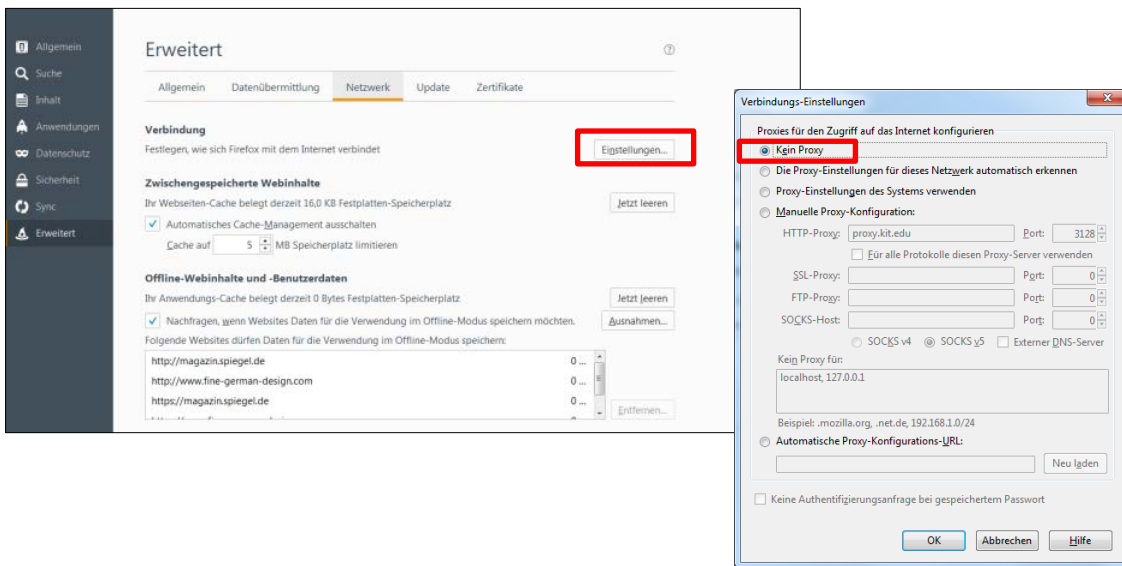 Allgemein
Suche
Inhalt
Anwendungen
Datenschutz
Sicherheit
Sync
Erweitert
Erweitert
Allgemein Datenübermittlung Netzwerk Update Zertifikate
Verbindung
Festlegen, wie sich Firefox mit dem Internet verbindet Einstellungen...
Zwischengespeicherte Webinhalte
Ihr Webseiten-Cache belegt derzeit 16,0 KB Festplatten-Speicherplatz Jetzt leeren
Automatisches Cache-Management ausschalten
Cache auf 5 MB Speicherplatz limitieren
Offline-Webinhalte und -Benutzerdaten
Ihr Anwendungs-Cache belegt derzeit 0 Bytes Festplatten-Speicherplatz Jetzt leeren
Nachfragen, wenn Websites Daten für die Verwendung im Offline-Modus speichern möchten. Ausnahmen...
Folgende Websites dürfen Daten für die Verwendung im Offline-Modus speichern:
http://magazin.spiegel.de 0 ...
http://www.fine-german-design.com 0 ...
https://magazin.spiegel.de 0 ...
Entfernen...
Verbindungs-Einstellungen
Proxies für den Zugriff auf das Internet konfigurieren
Kein Proxy
Die Proxy-Einstellungen für dieses Netzwerk automatisch erkennen
Proxy-Einstellungen des Systems verwenden
Manuelle Proxy-Konfiguration:
HTTP-Proxy: proxy.kit.edu Port: 3128
Für alle Protokolle diesen Proxy-Server verwenden
SSL-Proxy: Port: 0
FTP-Proxy: Port: 0
SOCKS-Host: Port: 0
SOCKS v4 SOCKS v5 Externer DNS-Server
Kein Proxy für:
localhost, 127.0.0.1
Beispiel: .mozilla.org, .net.de, 192.168.1.0/24
Automatische Proxy-Konfigurations-URL:
Neu laden
Keine Authentifizierungsanfrage bei gespeichertem Passwort
OK Abbrechen Hilfe